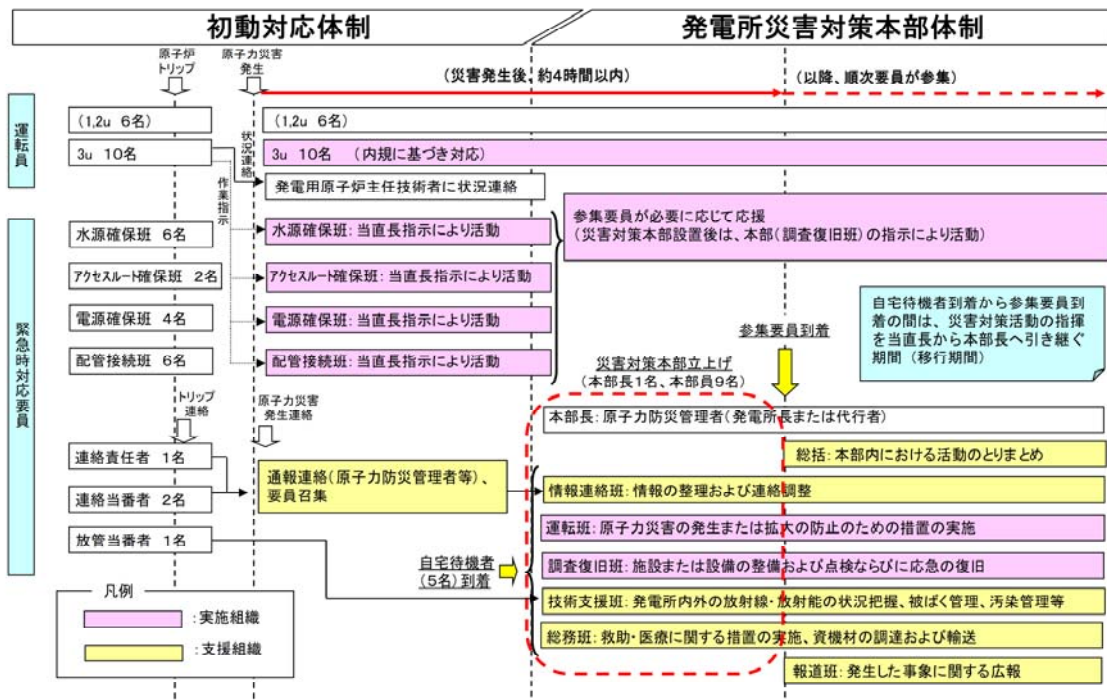 初動対応体制
発電所災害対策本部体制
原子炉
トリップ
原子力災害
発生
(災害発生後、約4時間以内)
(以降、順次要員が参集)
運転員
(1,2u 6名)
(1,2u 6名)
3u 10名
状況連絡
3u 10名 (内規に基づき対応)
発電用原子炉主任技術者に状況連絡
作業指示
緊急時対応要員
水源確保班 6名
水源確保班:当直長指示により活動
参集要員が必要に応じて応援
(災害対策本部設置後は、本部(調査復旧班)の指示により活動)
アクセスルート確保班 2名
アクセスルート確保班:当直長指示により活動
電源確保班 4名
電源確保班:当直長指示により活動
配管接続班 6名
配管接続班:当直長指示により活動
参集要員到着
自宅待機者到着から参集要員到
着の間は、災害対策活動の指揮
を当直長から本部長へ引き継ぐ
期間(移行期間)
災害対策本部立上げ
(本部長1名、本部員9名)
トリップ
連絡
原子力災害
発生連絡
本部長:原子力防災管理者(発電所長または代行者)
総括:本部内における活動のとりまとめ
連絡責任者 1名
連絡当番者 2名
通報連絡(原子力防災管理者等)、
要員召集
情報連絡班:情報の整理および連絡調整
放管当番者 1名
運転班:原子力災害の発生または拡大の防止のための措置の実施
自宅待機者
(5名)到着
調査復旧班:施設または設備の整備および点検ならびに応急の復旧
技術支援班:発電所内外の放射線・放射能の状況把握、被ばく管理、汚染管理等
総務班:救助・医療に関する措置の実施、資機材の調達および輸送
報道班:発生した事象に関する広報
凡例
:実施組織
:支援組織